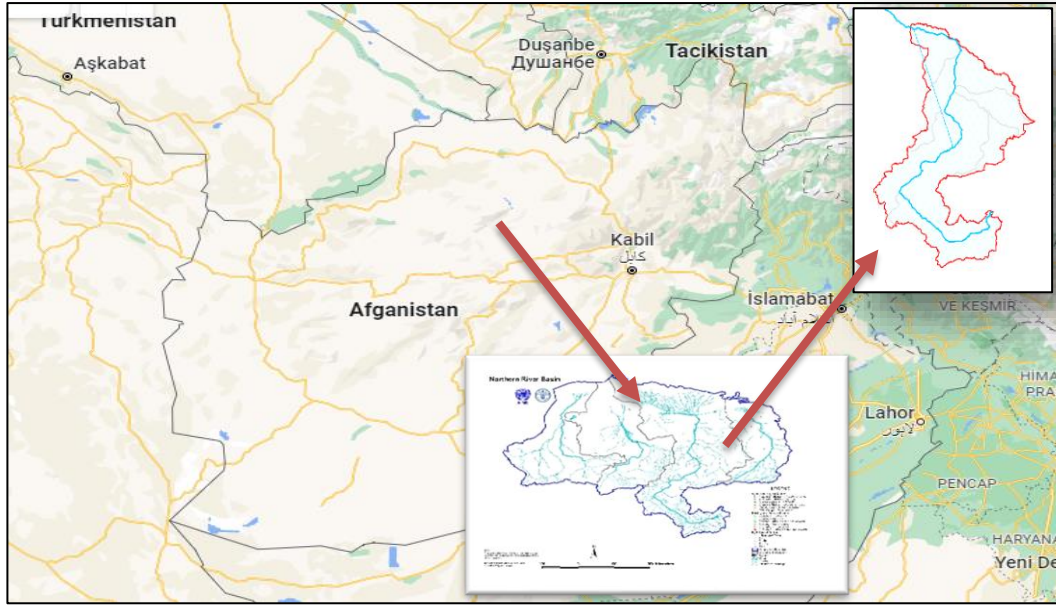 Türkmenistan
Aşkabat
Duşanbe
Душанбе
Tacikistan
Kabil
کابل
Afganistan
İslamabat
اسلام آباد
VE KEŞMİR
HİMA
PRA
Lahor
لاہور
PENCAP
HARYANA
Yeni De
Northern River Basin